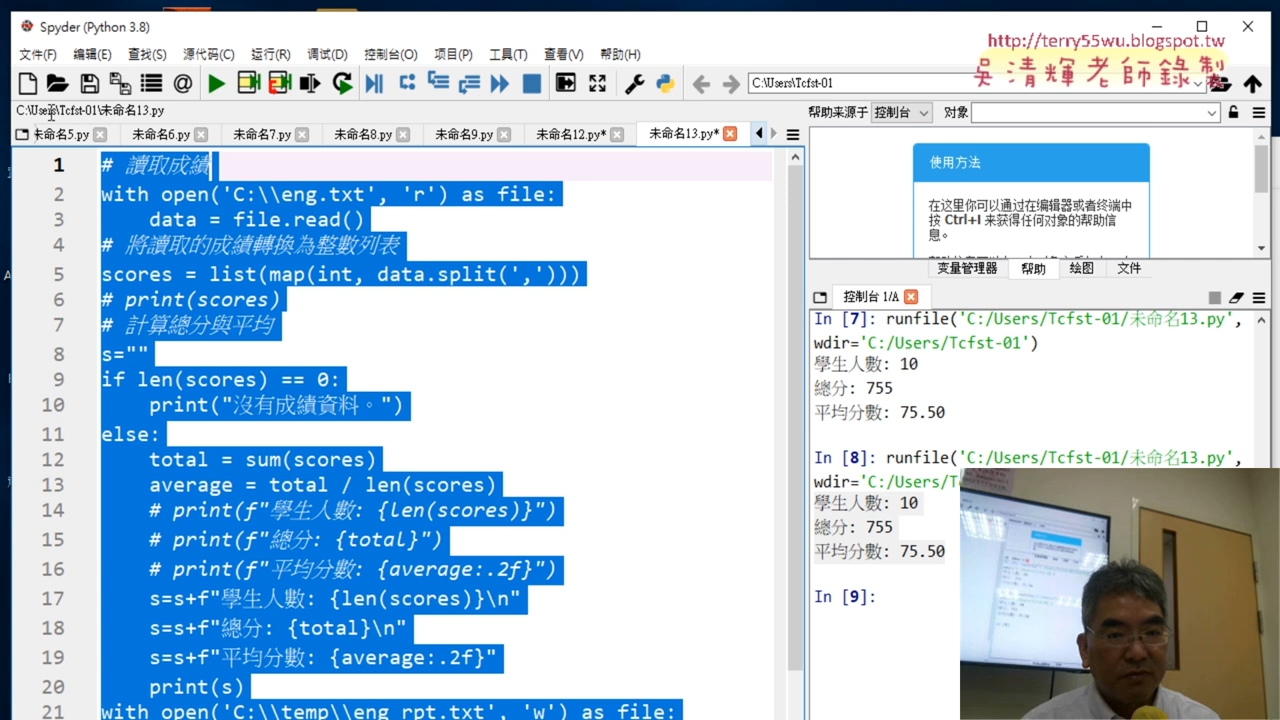 Spyder (Python 3.8)
文件(F) 编辑(E) 查找(S) 源代码(C) 运行(R) 调试(D) 控制台(O) 项目(P) 工具(T) 查看(V) 帮助(H)
http://terry55wu.blogspot.tw
吳清輝老師錄製
C:\Users\Tcfst-01
C:\Users\Tcfst-01\未命名13.py
未命名5.py 未命名6.py 未命名7.py 未命名8.py 未命名9.py 未命名12.py* 未命名13.py*
1 # 讀取成績
2 with open('C:\\eng.txt', 'r') as file:
3 data = file.read()
4 # 將讀取的成績轉換為整數列表
5 scores = list(map(int, data.split(',')))
6 # print(scores)
7 # 計算總分與平均
8 s=""
9 if len(scores) == 0:
10 print("沒有成績資料。")
11 else:
12 total = sum(scores)
13 average = total / len(scores)
14 # print(f"學生人數: {len(scores)}")
15 # print(f"總分: {total}")
16 # print(f"平均分數: {average:.2f}")
17 s=s+f"學生人數: {len(scores)}\n"
18 s=s+f"總分: {total}\n"
19 s=s+f"平均分數: {average:.2f}"
20 print(s)
21 with open('C:\\temp\\eng_rpt.txt', 'w') as file:
帮助来源于 控制台 对象
使用方法
在这里你可以通过在编辑器或者终端中
按 Ctrl+I 来获得任何对象的帮助信
息。
变量管理器 帮助 绘图 文件
控制台 1/A
In [7]: runfile('C:/Users/Tcfst-01/未命名13.py',
wdir='C:/Users/Tcfst-01')
學生人數: 10
總分: 755
平均分數: 75.50
In [8]: runfile('C:/Users/Tcfst-01/未命名13.py',
wdir='C:/Users/T
學生人數: 10
總分: 755
平均分數: 75.50
In [9]: